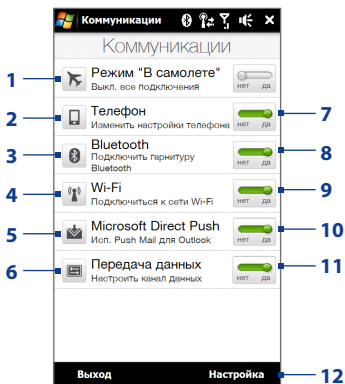 Коммуникации
Коммуникации
1 Режим "В самолете"
Выкл. все подключения
нет да
2 Телефон
Изменить настройки телефона
нет да 7
3 Bluetooth
Подключить гарнитуру
Bluetooth
нет да 8
4 Wi-Fi
Подключиться к сети Wi-Fi
нет да 9
5 Microsoft Direct Push
Исп. Push Mail для Outlook
нет да 10
6 Передача данных
Настроить канал данных
нет да 11
Выход Настройка 12